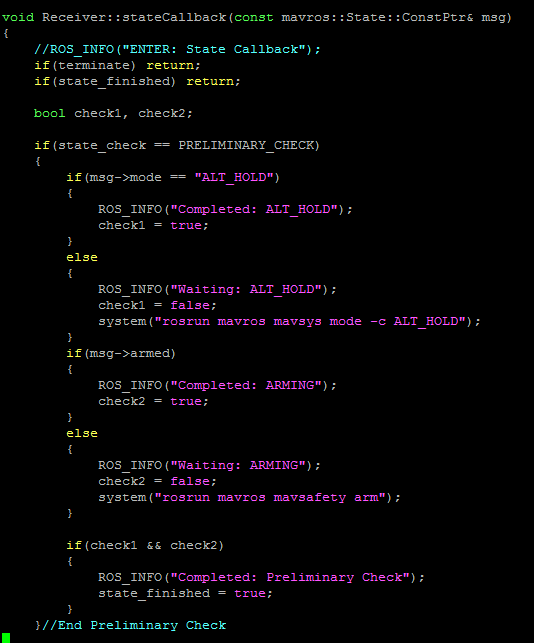 void Receiver::stateCallback(const mavros::State::ConstPtr& msg)
{
    //ROS_INFO("ENTER: State Callback");
    if(terminate) return;
    if(state_finished) return;

    bool check1, check2;

    if(state_check == PRELIMINARY_CHECK)
    {
        if(msg->mode == "ALT_HOLD")
        {
            ROS_INFO("Completed: ALT_HOLD");
            check1 = true;
        }
        else
        {
            ROS_INFO("Waiting: ALT_HOLD");
            check1 = false;
            system("rosrun mavros mavsys mode -c ALT_HOLD");
        }
        if(msg->armed)
        {
            ROS_INFO("Completed: ARMING");
            check2 = true;
        }
        else
        {
            ROS_INFO("Waiting: ARMING");
            check2 = false;
            system("rosrun mavros mavsafety arm");
        }

        if(check1 && check2)
        {
            ROS_INFO("Completed: Preliminary Check");
            state_finished = true;
        }
    }//End Preliminary Check